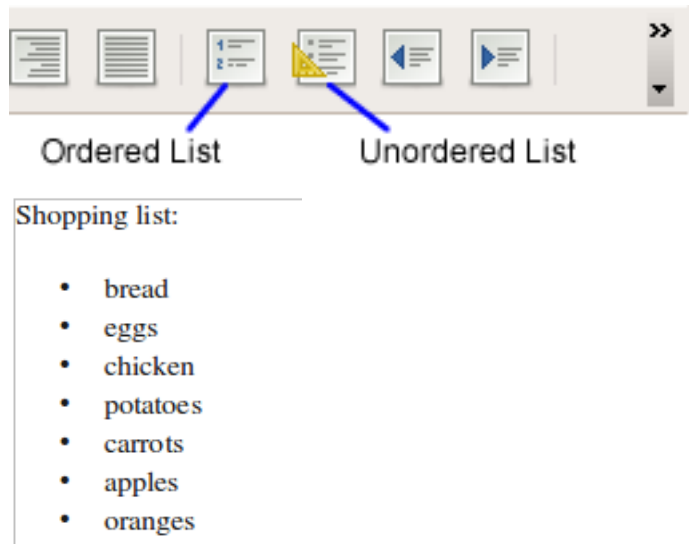 Ordered List Unordered List
Shopping list:
• bread
• eggs
• chicken
• potatoes
• carrots
• apples
• oranges